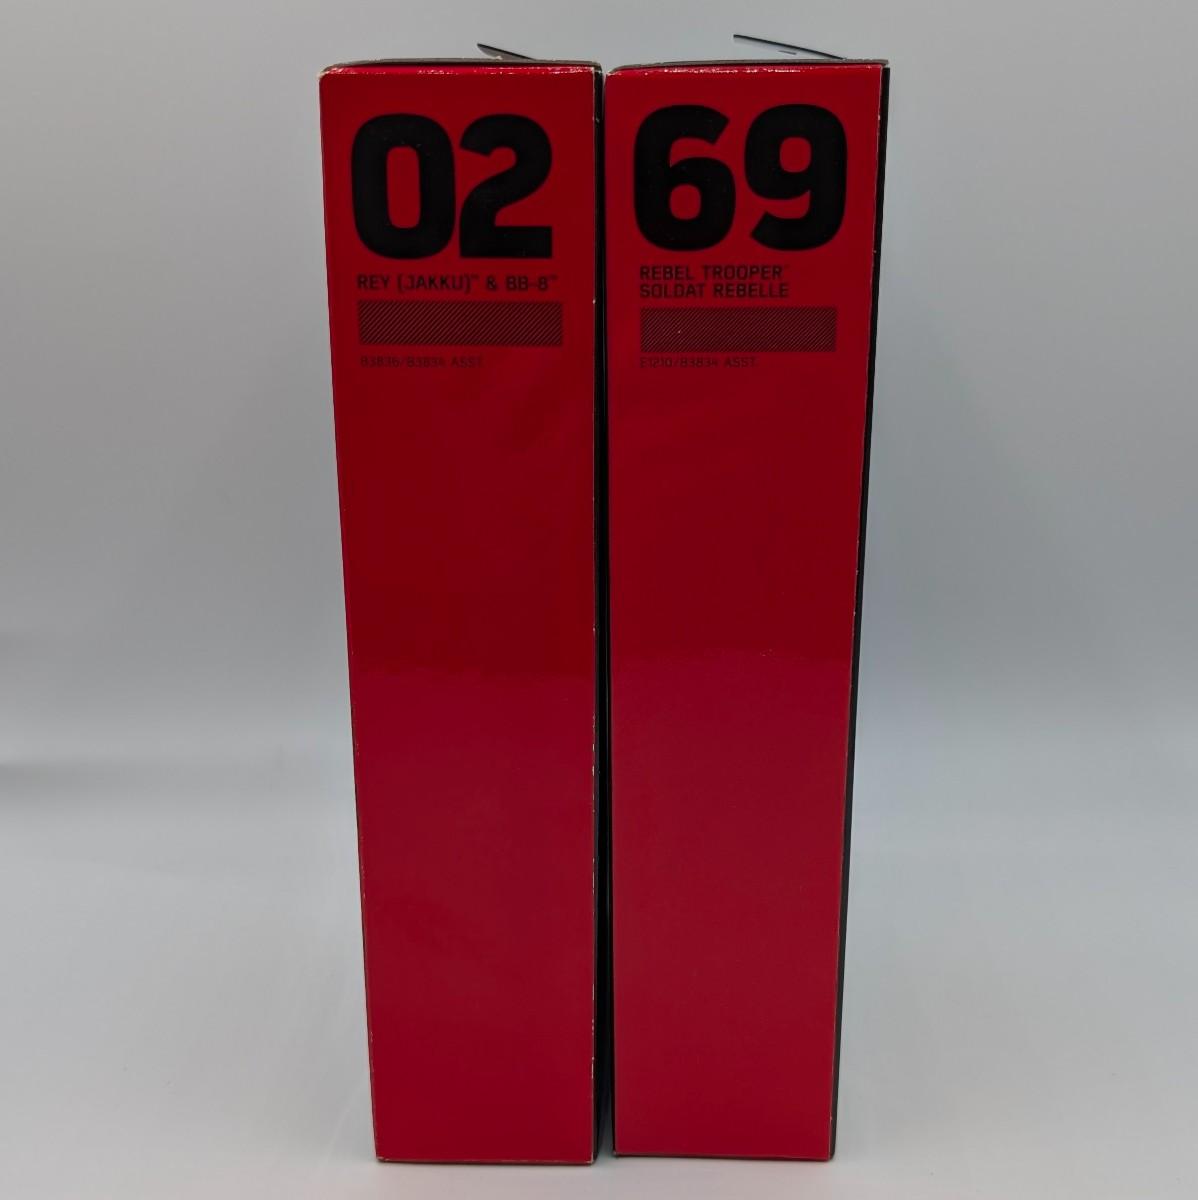 02
REY (JAKKU)™ & BB-8™
B3836/B3834 ASST.
69
REBEL TROOPER™
SOLDAT REBELLE
E1210/B3834 ASST.